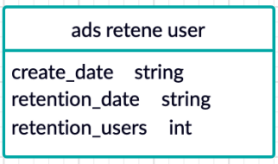 ads retene user
create_date string
retention_date string
retention_users int